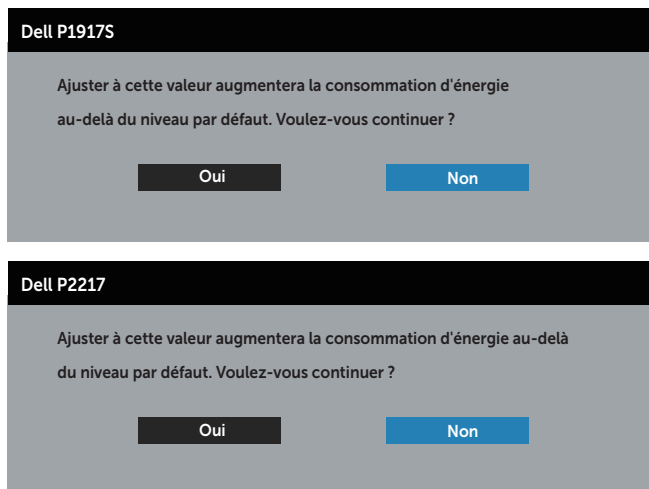 Dell P1917S
Ajuster à cette valeur augmentera la consommation d'énergie
au-delà du niveau par défaut. Voulez-vous continuer ?
Oui Non
Dell P2217
Ajuster à cette valeur augmentera la consommation d'énergie au-delà
du niveau par défaut. Voulez-vous continuer ?
Oui Non